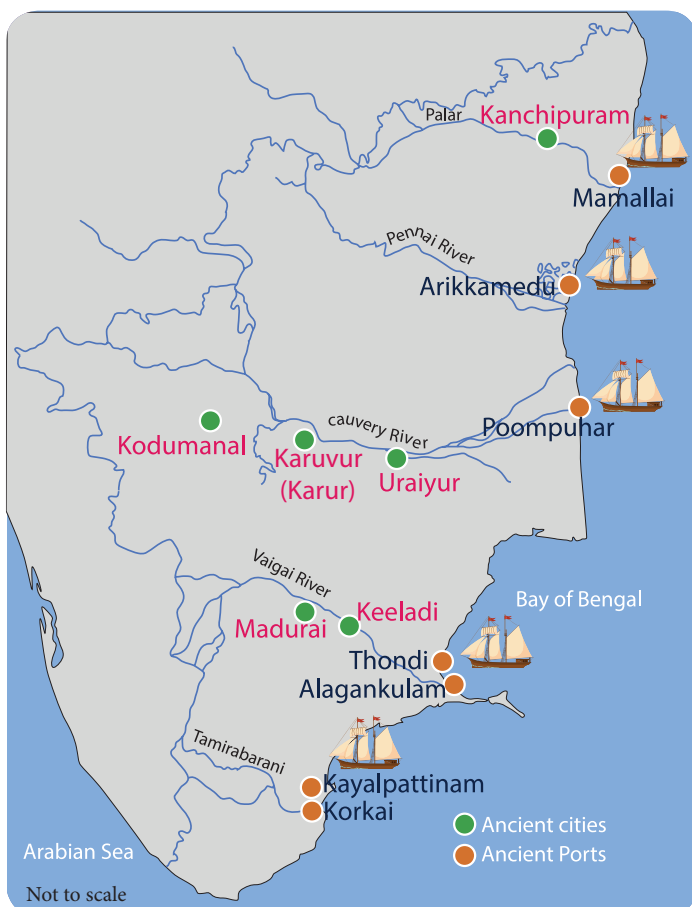 Palar
Kanchipuram
Mamallai
Pennai River
Arikkamedu
cauvery River
Poompuhar
Kodumanal
Karuvur
(Karur)
Uraiyur
Vaigai River
Bay of Bengal
Madurai
Keeladi
Thondi
Alagankulam
Tamirabarani
Kayalpattinam
Korkai
Ancient cities
Ancient Ports
Arabian Sea
Not to scale